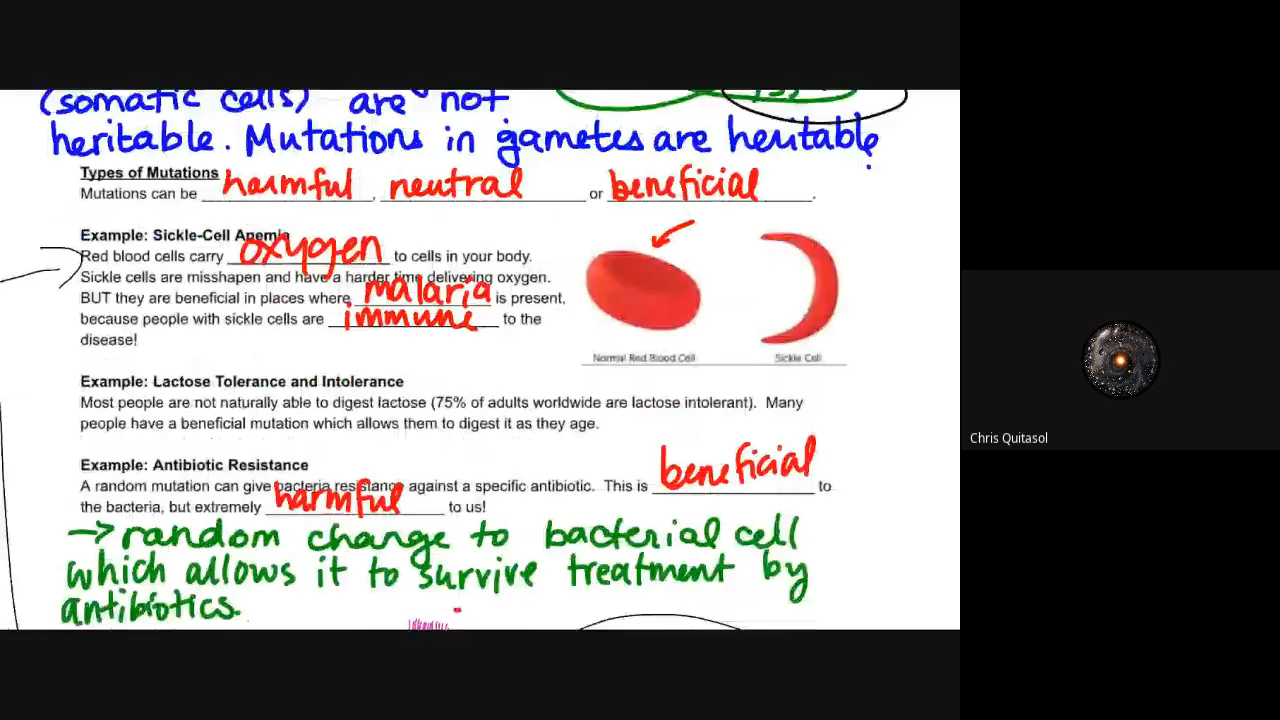 (somatic cells) are not
heritable. Mutations in gametes are heritable
Types of Mutations
Mutations can be harmful, neutral or beneficial.
Example: Sickle-Cell Anemia
Red blood cells carry oxygen to cells in your body.
Sickle cells are misshapen and have a harder time delivering oxygen.
BUT they are beneficial in places where malaria is present,
because people with sickle cells are immune to the
disease!
Normal Red Blood Cell
Sickle Cell
Example: Lactose Tolerance and Intolerance
Most people are not naturally able to digest lactose (75% of adults worldwide are lactose intolerant). Many
people have a beneficial mutation which allows them to digest it as they age.
Example: Antibiotic Resistance
A random mutation can give bacteria resistance against a specific antibiotic. This is beneficial to
the bacteria, but extremely harmful to us!
→ random change to bacterial cell
which allows it to survive treatment by
antibiotics.
Chris Quitasol